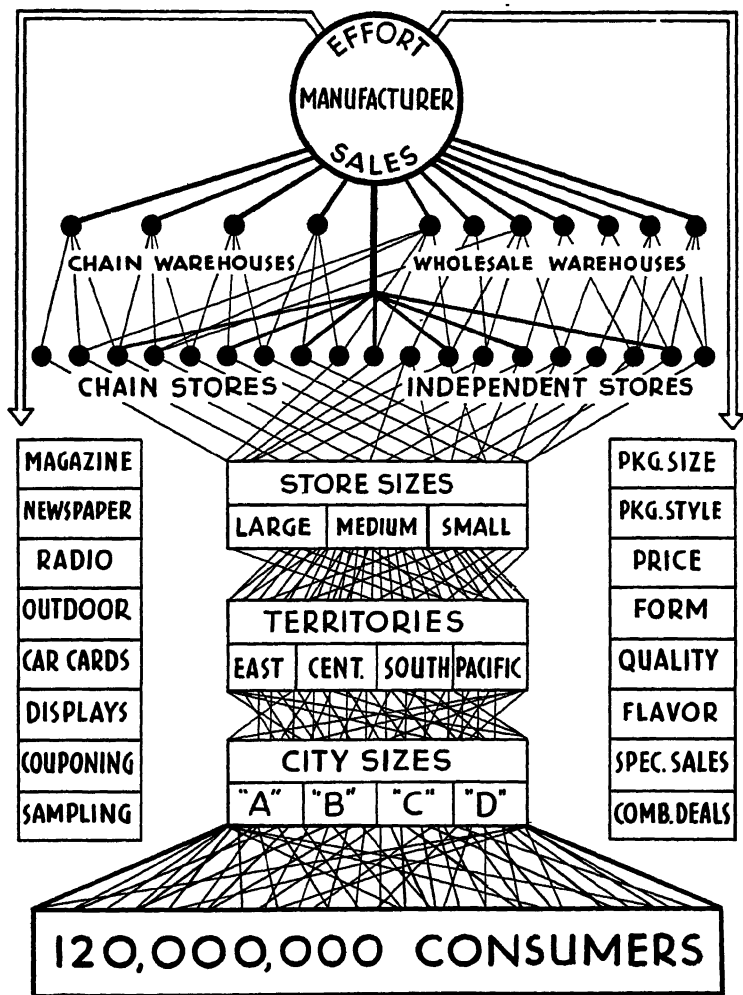 EFFORT
MANUFACTURER
SALES
CHAIN WAREHOUSES
WHOLESALE WAREHOUSES
CHAIN STORES
INDEPENDENT STORES
MAGAZINE
NEWSPAPER
RADIO
OUTDOOR
CAR CARDS
DISPLAYS
COUPONING
SAMPLING
STORE SIZES
LARGE MEDIUM SMALL
TERRITORIES
EAST CENT. SOUTH PACIFIC
CITY SIZES
"A" "B" "C" "D"
PKG. SIZE
PKG. STYLE
PRICE
FORM
QUALITY
FLAVOR
SPEC. SALES
COMB. DEALS
120,000,000 CONSUMERS